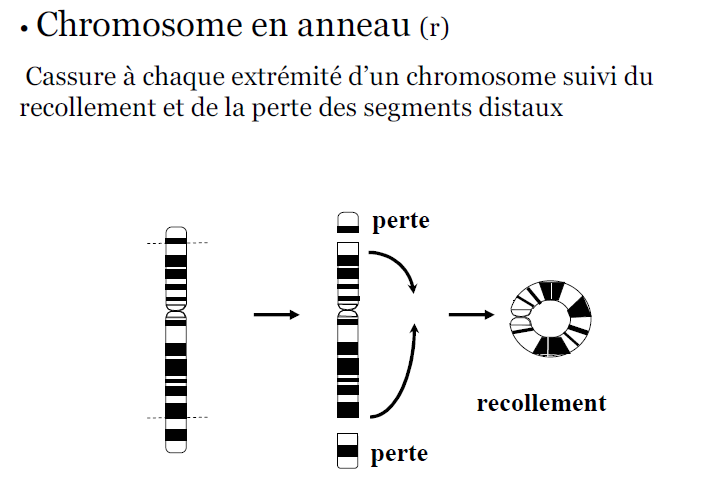 • Chromosome en anneau (r)
Cassure à chaque extrémité d’un chromosome suivi du
recollement et de la perte des segments distaux
perte
recollement
perte